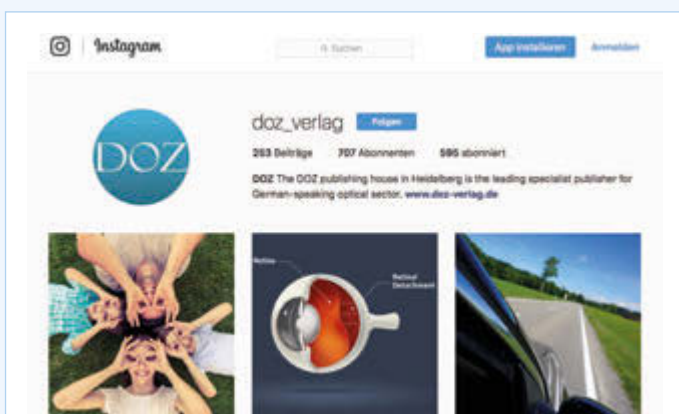 Instagram
Suchen
App installieren
Anmelden
DOZ
doz_verlag
Folgen
253 Beiträge 707 Abonnenten 595 abonniert
DOZ The DOZ publishing house in Heidelberg is the leading specialist publisher for
German-speaking optical sector. www.doz-verlag.de
Retina
Retinal
Detachment